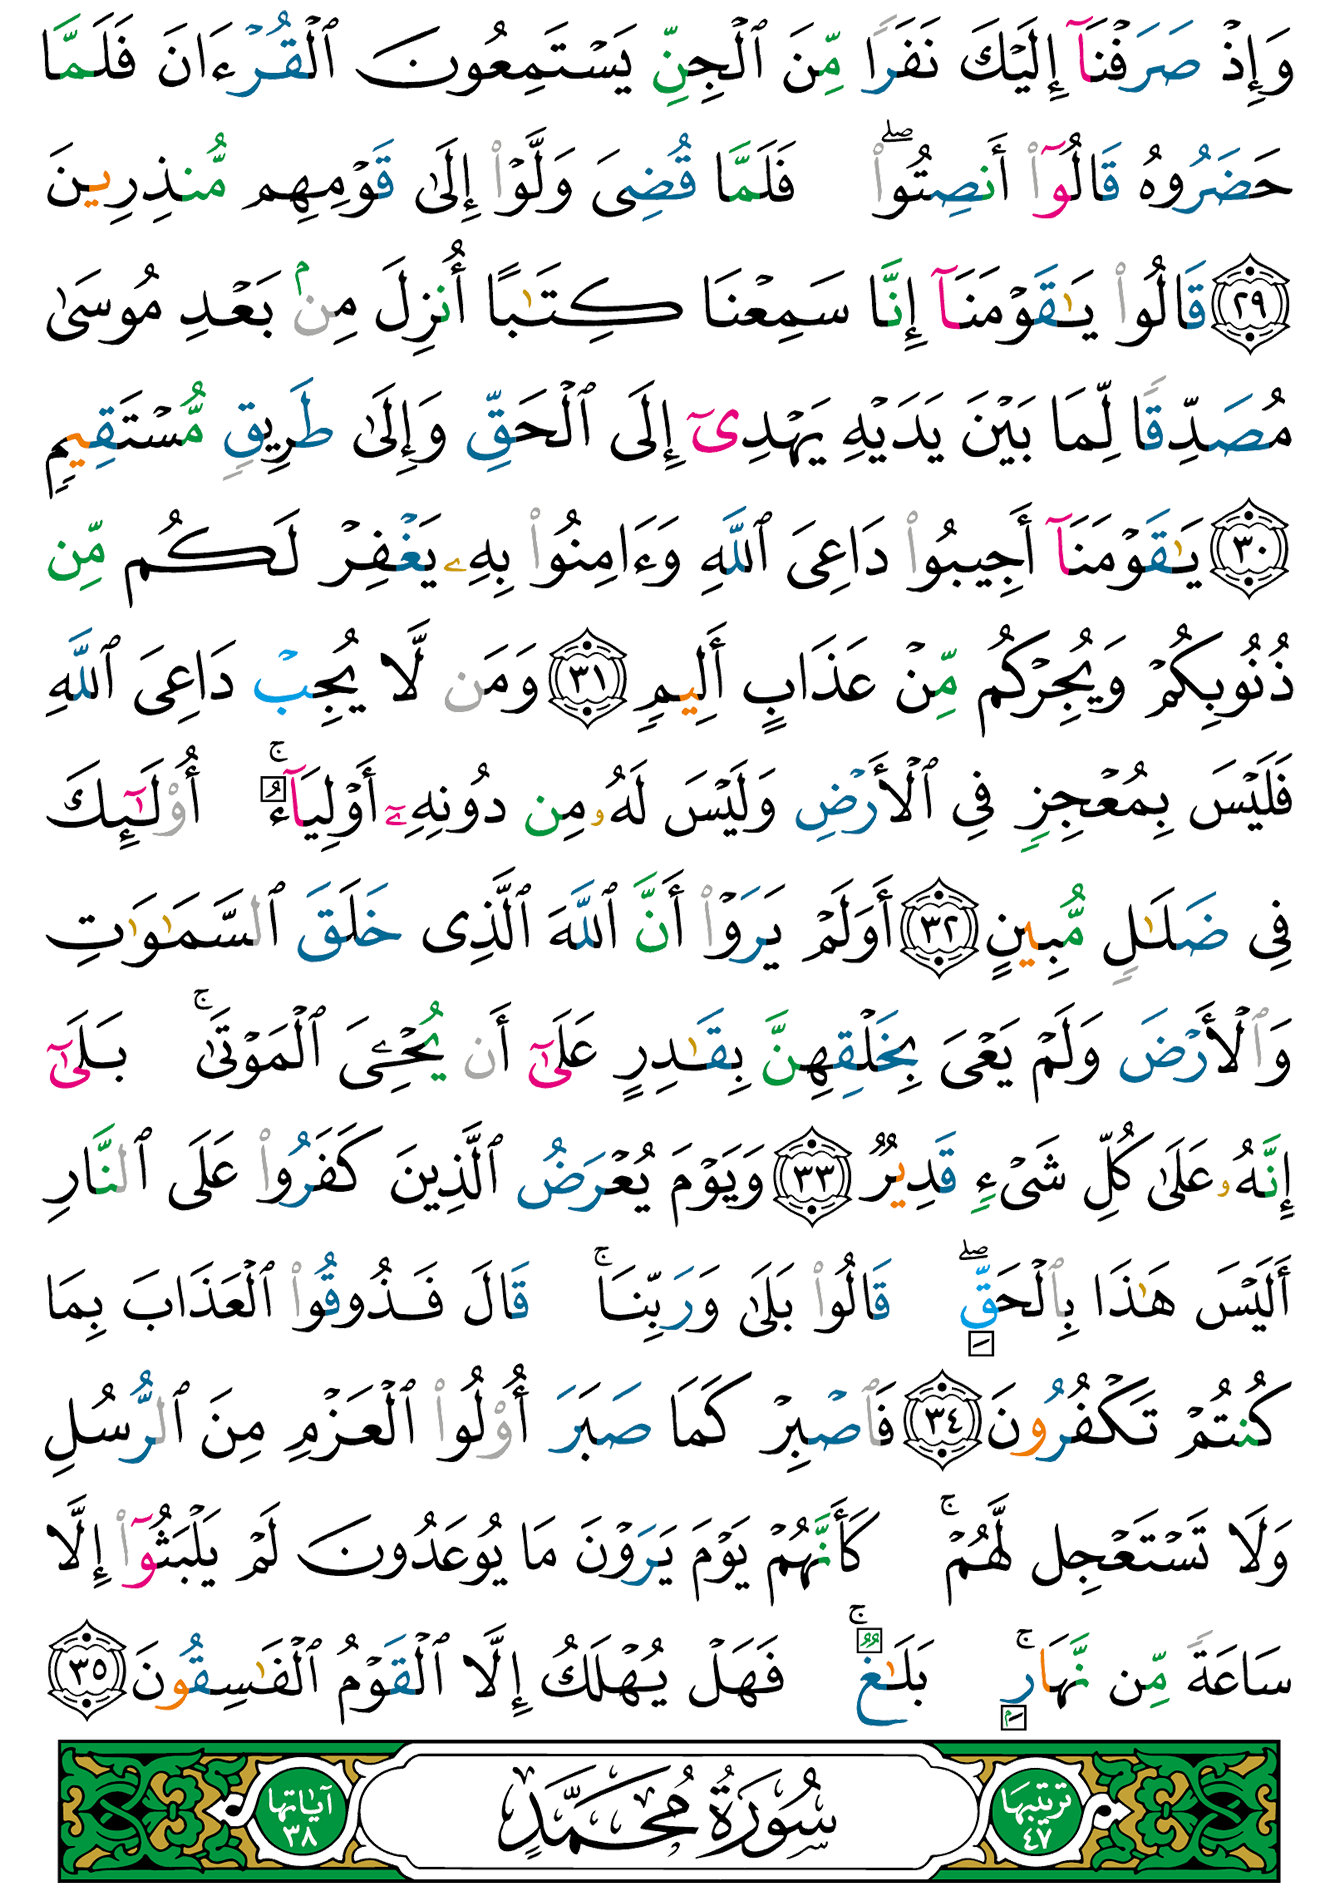 وَإِذۡ صَرَفۡنَآ إِلَيۡكَ نَفَرٗا مِّنَ ٱلۡجِنِّ يَسۡتَمِعُونَ ٱلۡقُرۡءَانَ فَلَمَّا
حَضَرُوهُ قَالُوٓاْ أَنصِتُواْۖ فَلَمَّا قُضِيَ وَلَّوۡاْ إِلَىٰ قَوۡمِهِم مُّنذِرِينَ
٢٩ قَالُواْ يَٰقَوۡمَنَآ إِنَّا سَمِعۡنَا كِتَٰبًا أُنزِلَ مِنۢ بَعۡدِ مُوسَىٰ
مُصَدِّقٗا لِّمَا بَيۡنَ يَدَيۡهِ يَهۡدِيٓ إِلَى ٱلۡحَقِّ وَإِلَىٰ طَرِيقٖ مُّسۡتَقِيمٖ
٣٠ يَٰقَوۡمَنَآ أَجِيبُواْ دَاعِيَ ٱللَّهِ وَءَامِنُواْ بِهِۦ يَغۡفِرۡ لَكُم مِّن
ذُنُوبِكُمۡ وَيُجِرۡكُم مِّنۡ عَذَابٍ أَلِيمٖ ٣١ وَمَن لَّا يُجِبۡ دَاعِيَ ٱللَّهِ
فَلَيۡسَ بِمُعۡجِزٖ فِي ٱلۡأَرۡضِ وَلَيۡسَ لَهُۥ مِن دُونِهِۦٓ أَوۡلِيَآءُۚ أُوْلَٰٓئِكَ
فِي ضَلَٰلٖ مُّبِينٍ ٣٢ أَوَلَمۡ يَرَوۡاْ أَنَّ ٱللَّهَ ٱلَّذِي خَلَقَ ٱلسَّمَٰوَٰتِ
وَٱلۡأَرۡضَ وَلَمۡ يَعۡيَ بِخَلۡقِهِنَّ بِقَٰدِرٍ عَلَىٰٓ أَن يُحۡـِۧيَ ٱلۡمَوۡتَىٰۚ بَلَىٰٓ
إِنَّهُۥ عَلَىٰ كُلِّ شَيۡءٖ قَدِيرٞ ٣٣ وَيَوۡمَ يُعۡرَضُ ٱلَّذِينَ كَفَرُواْ عَلَى ٱلنَّارِ
أَلَيۡسَ هَٰذَا بِٱلۡحَقِّۖ قَالُواْ بَلَىٰ وَرَبِّنَاۚ قَالَ فَذُوقُواْ ٱلۡعَذَابَ بِمَا
كُنتُمۡ تَكۡفُرُونَ ٣٤ فَٱصۡبِرۡ كَمَا صَبَرَ أُوْلُواْ ٱلۡعَزۡمِ مِنَ ٱلرُّسُلِ
وَلَا تَسۡتَعۡجِل لَّهُمۡۚ كَأَنَّهُمۡ يَوۡمَ يَرَوۡنَ مَا يُوعَدُونَ لَمۡ يَلۡبَثُوٓاْ إِلَّا
سَاعَةٗ مِّن نَّهَارِۭۚ بَلَٰغٞۚ فَهَلۡ يُهۡلَكُ إِلَّا ٱلۡقَوۡمُ ٱلۡفَٰسِقُونَ ٣٥
ترتيبها ٤٧ سُورَةُ مُحَمَّدٍ آياتها ٣٨